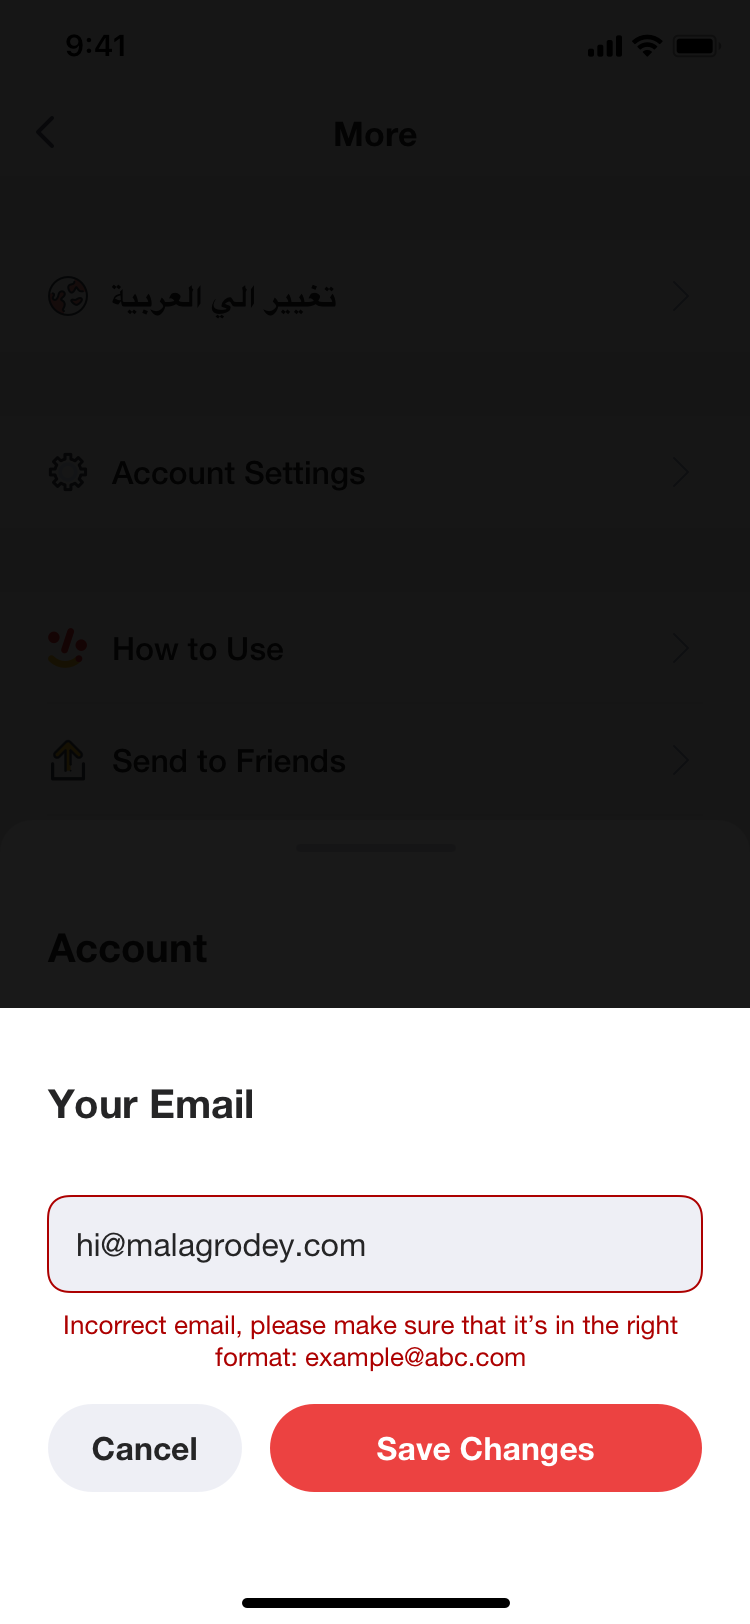 9:41
More
تغيير الي العربية
Account Settings
How to Use
Send to Friends
Account
Your Email
hi@malagrodey.com
Incorrect email, please make sure that it’s in the right
format: example@abc.com
Cancel
Save Changes